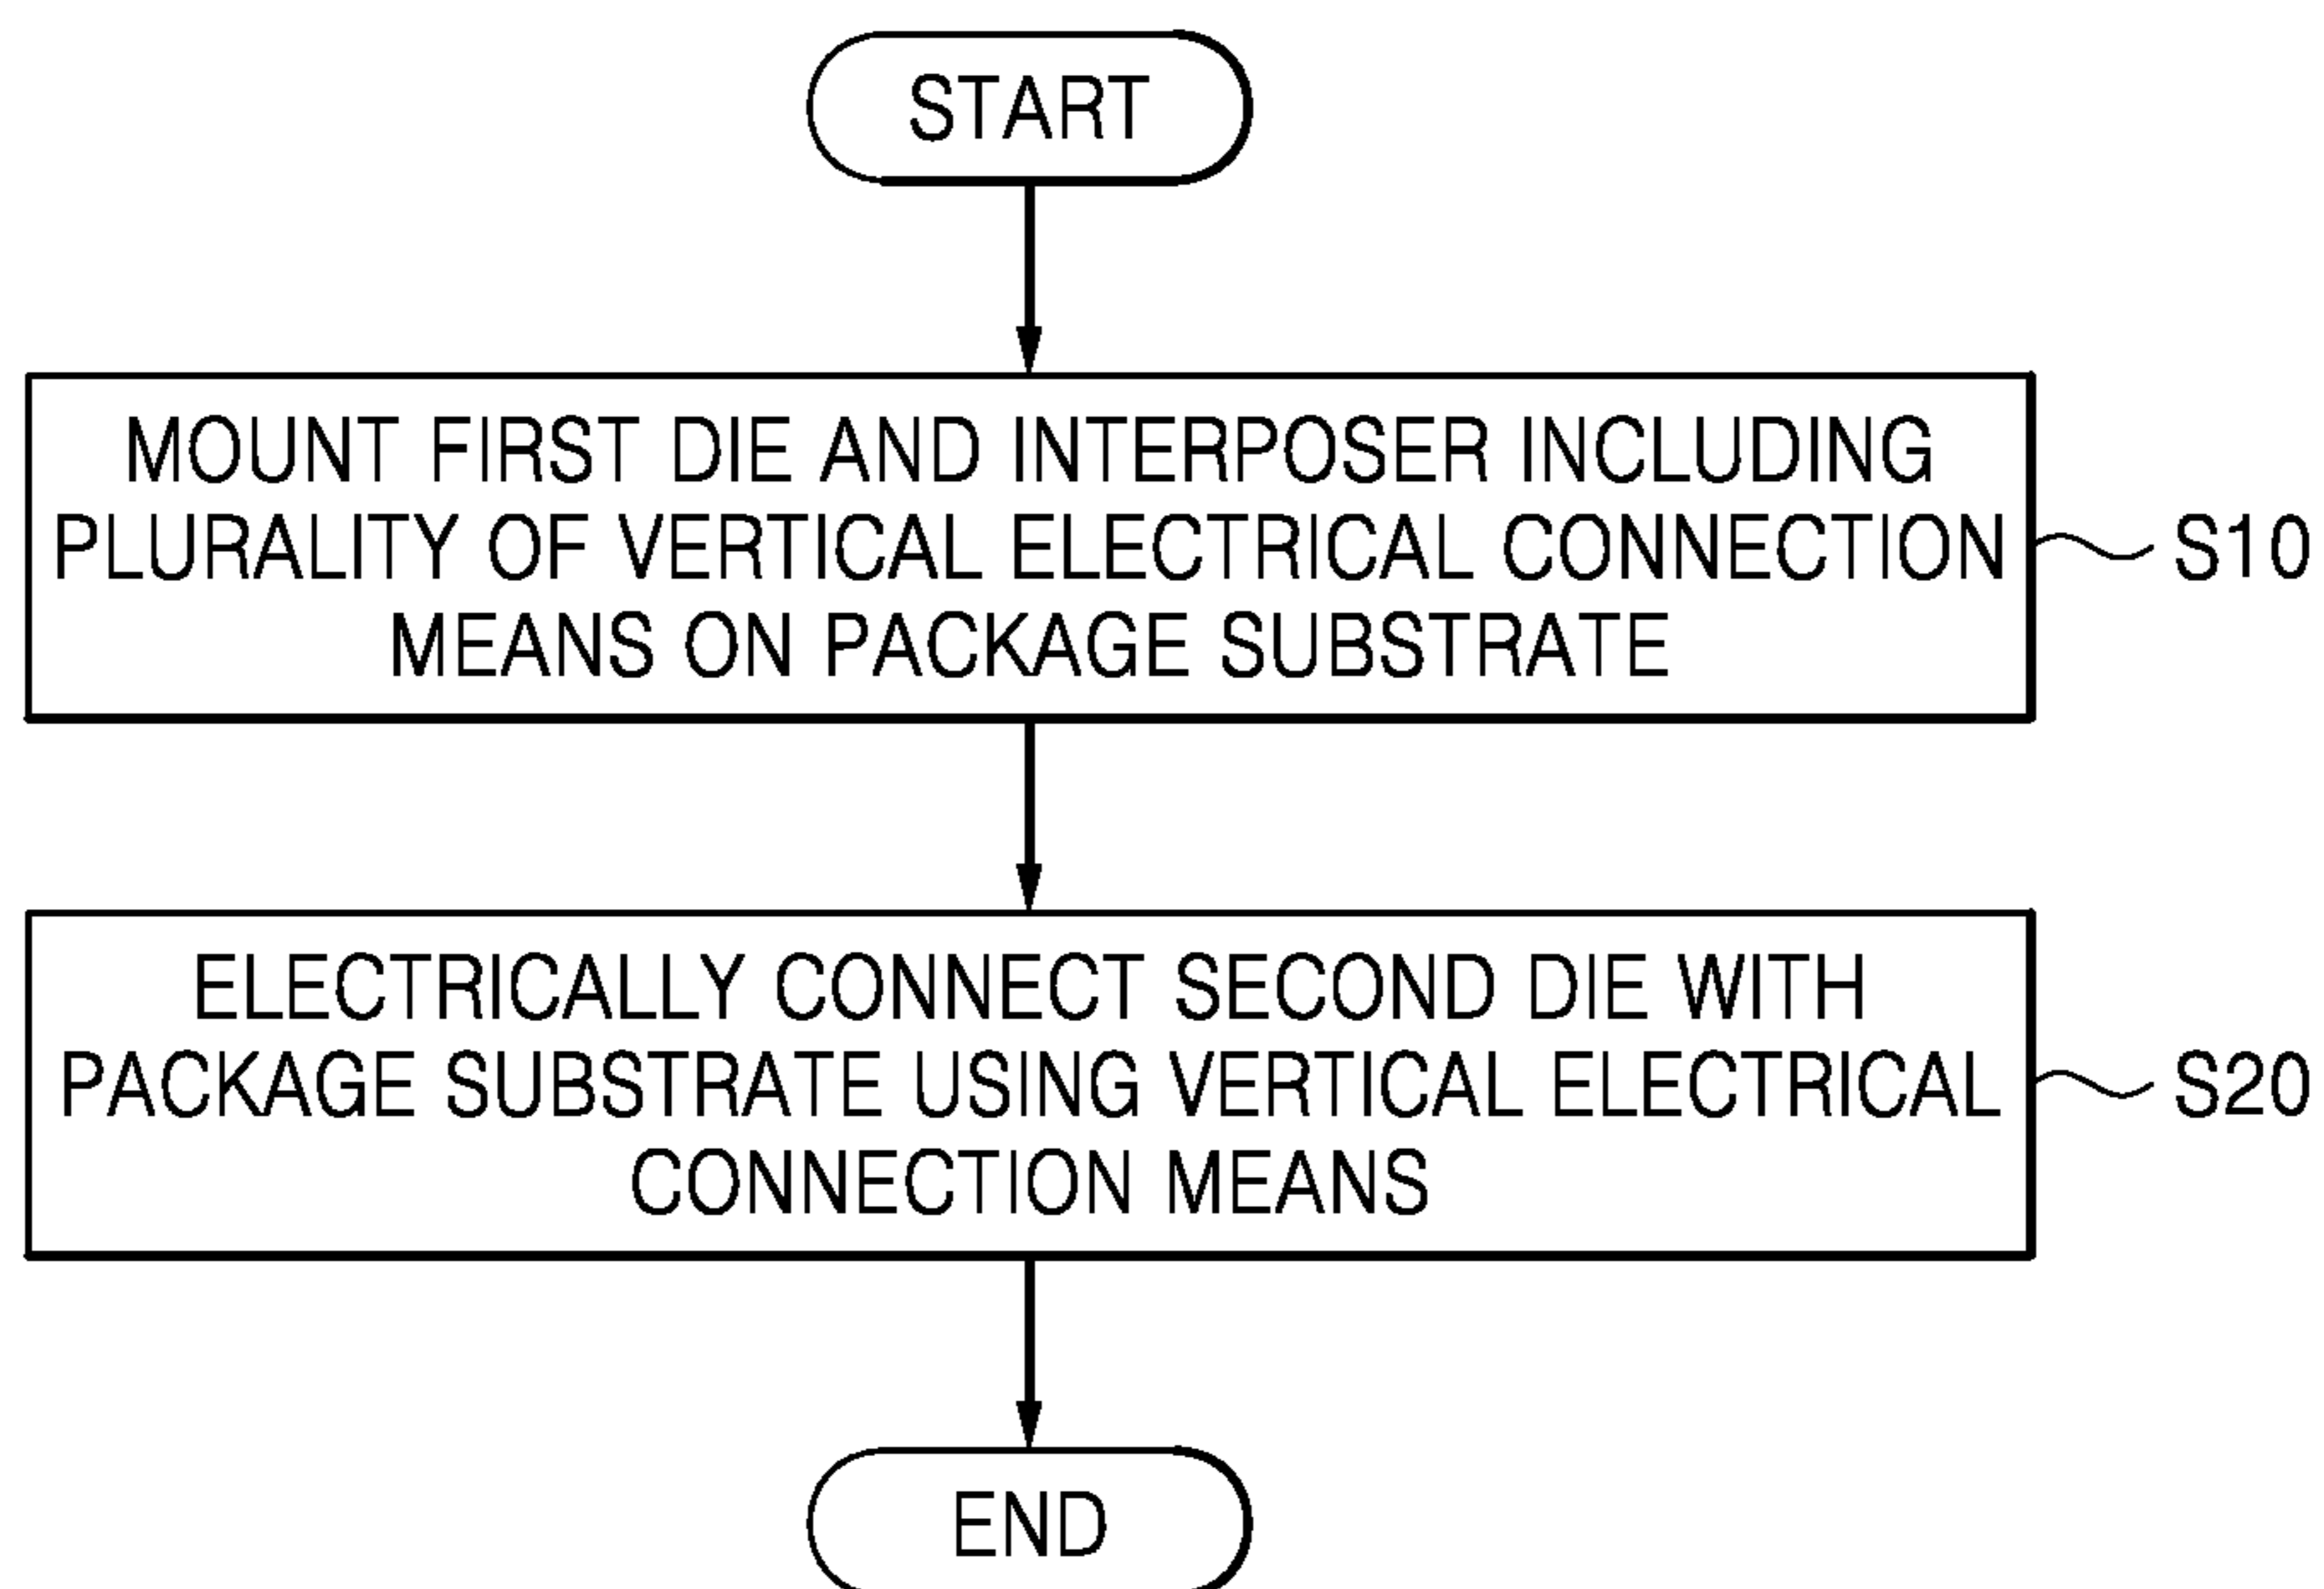 START
MOUNT FIRST DIE AND INTERPOSER INCLUDING
PLURALITY OF VERTICAL ELECTRICAL CONNECTION
MEANS ON PACKAGE SUBSTRATE
S10
ELECTRICALLY CONNECT SECOND DIE WITH
PACKAGE SUBSTRATE USING VERTICAL ELECTRICAL
CONNECTION MEANS
S20
END